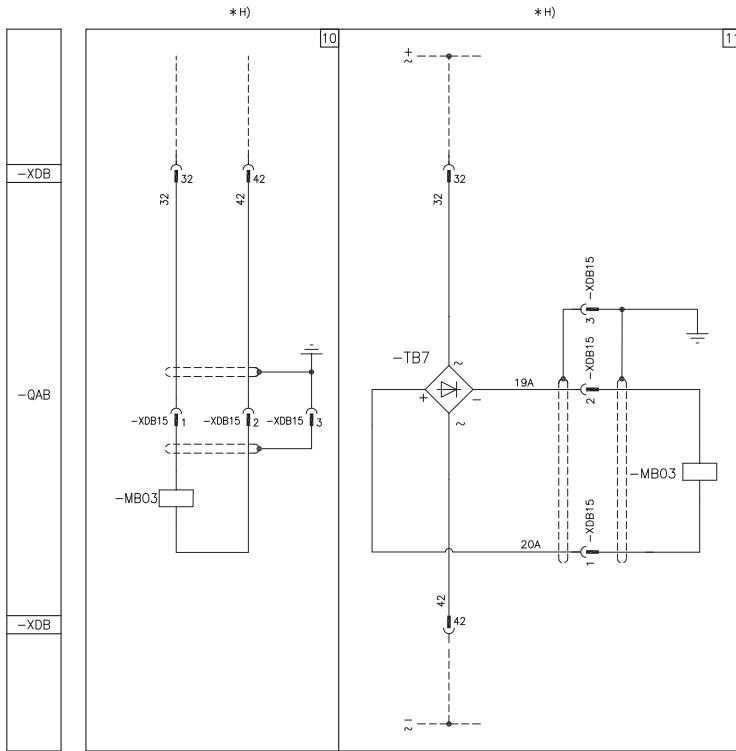 *H) *H)
10 11
+
~
-XDB 32 42 32
32 42 32
-XDB15
3
-XDB15
-TB7 ~
-QAB + - 19A 2
-XDB15 1 -XDB15 2 -XDB15 3 ~
-MB03 -MB03
-XDB15
20A 1
42
-XDB 42
-
~